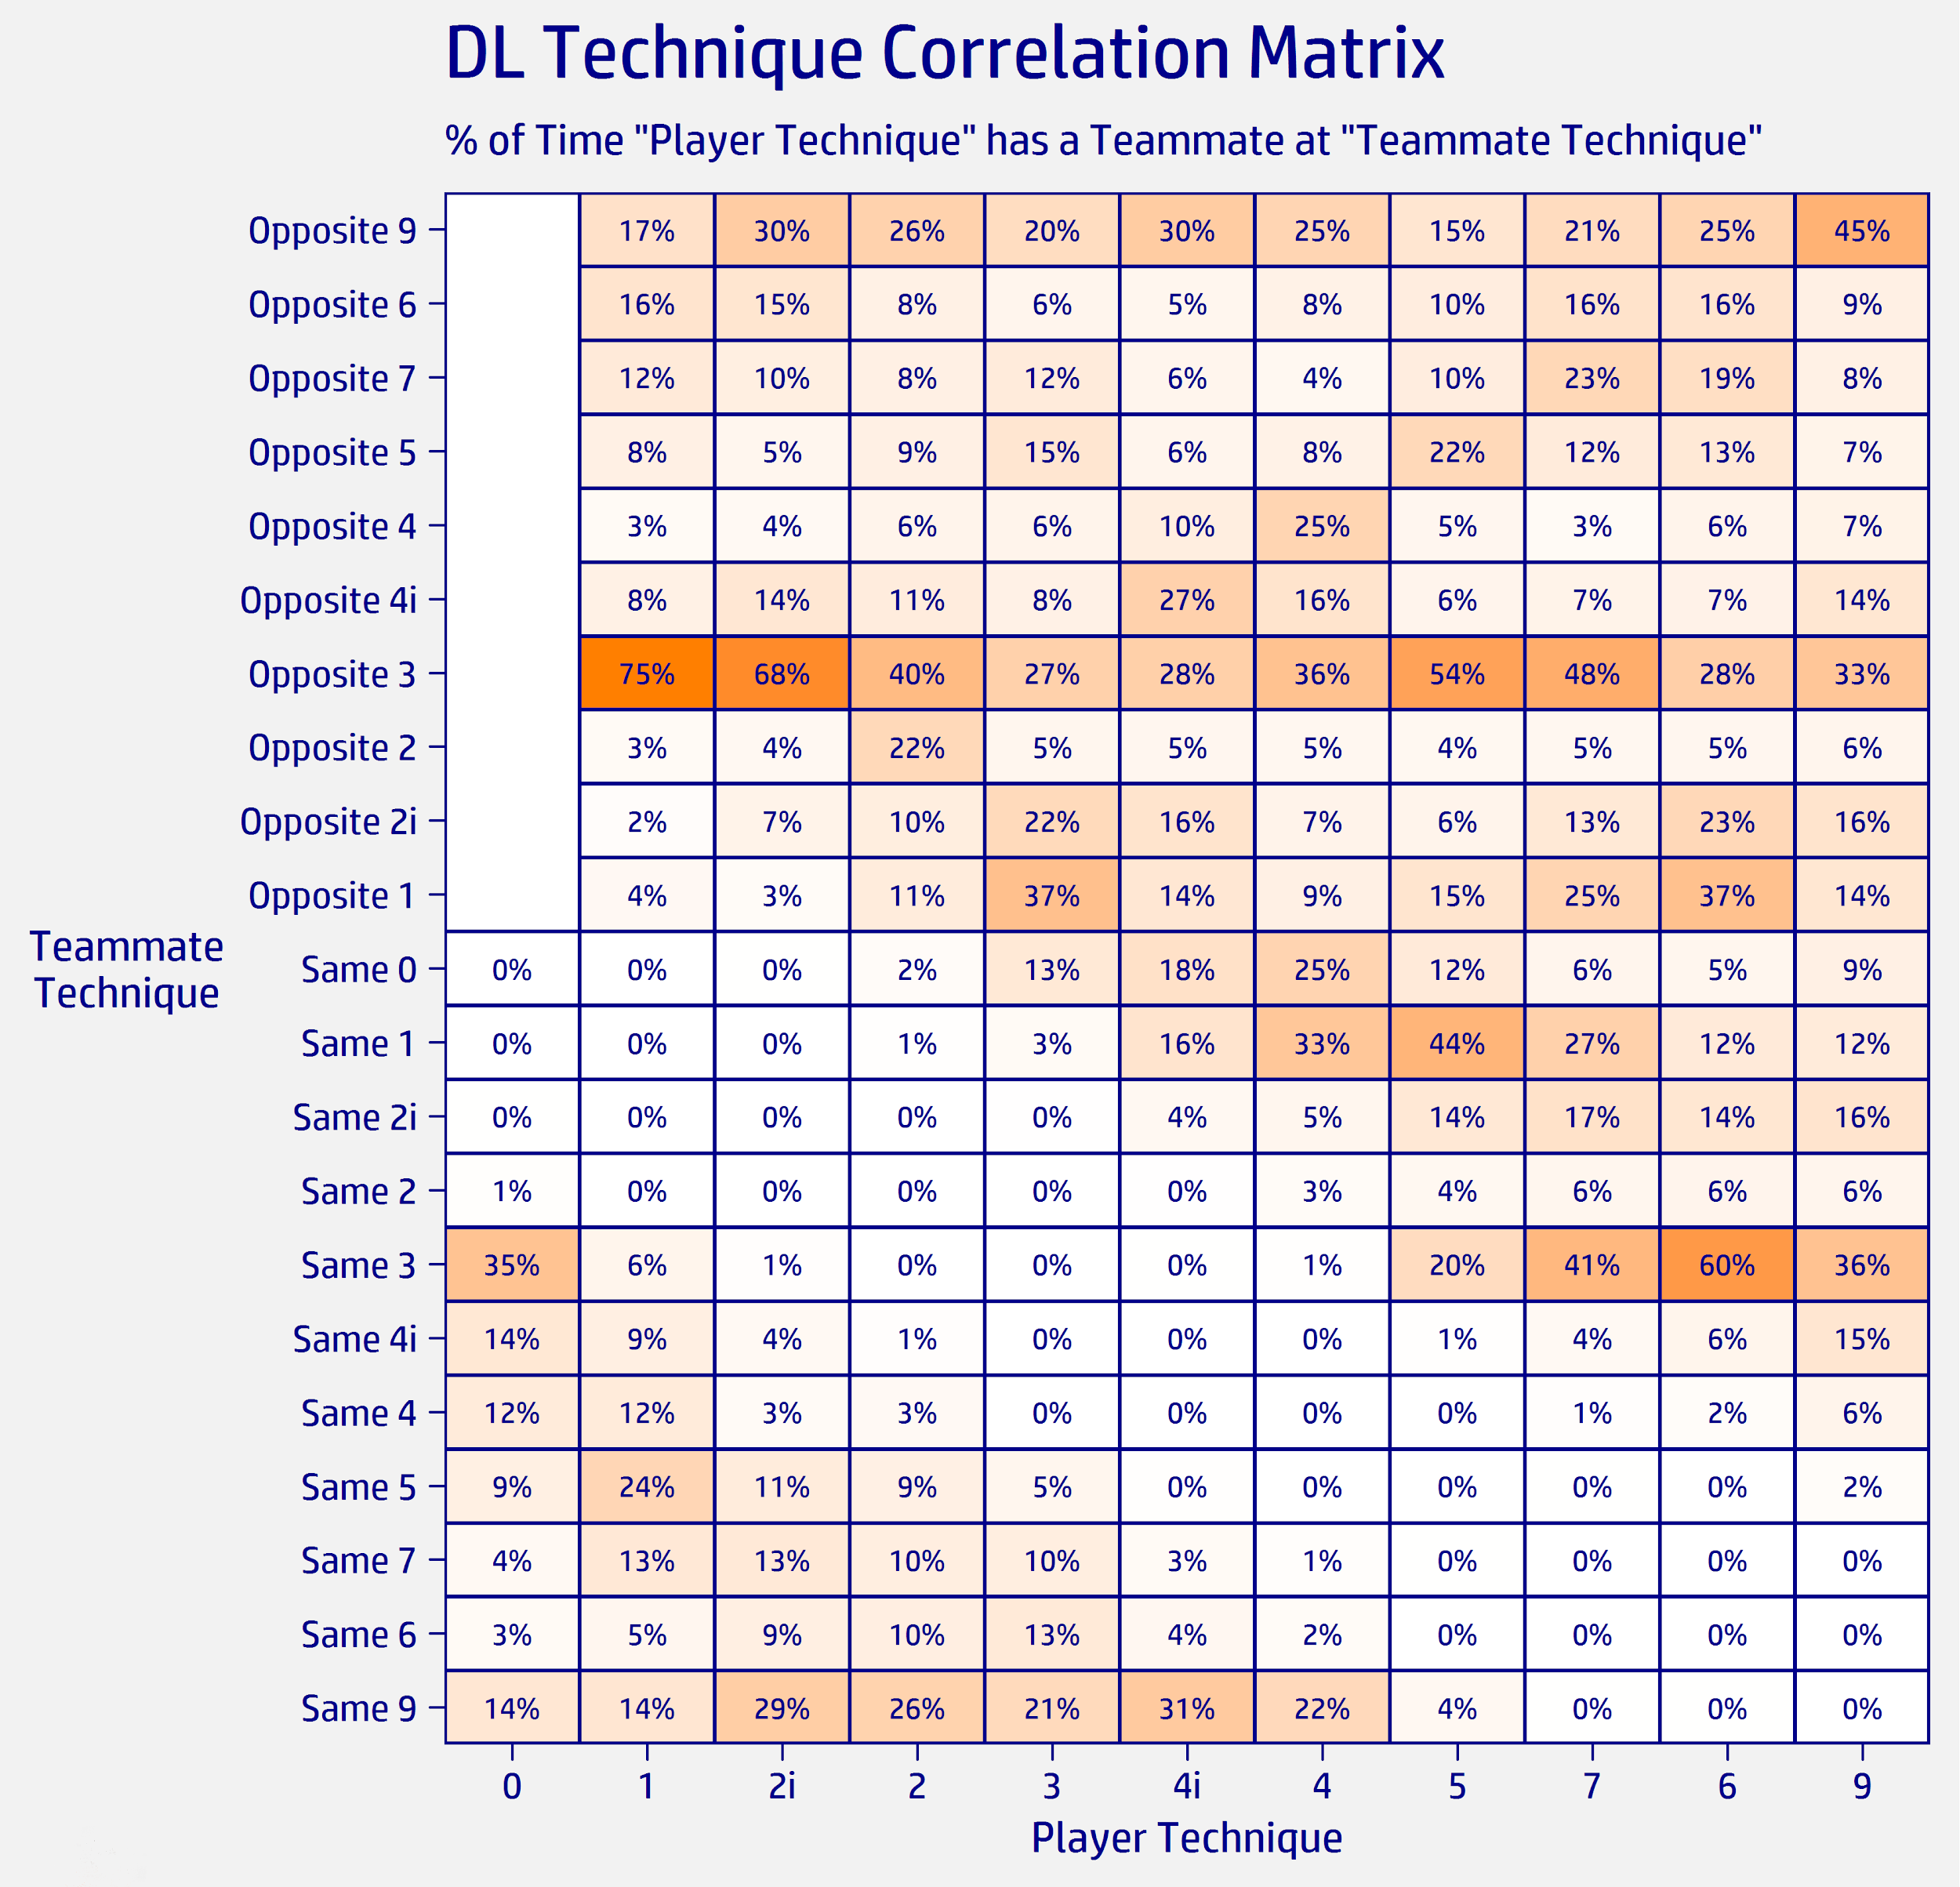 DL Technique Correlation Matrix
% of Time "Player Technique" has a Teammate at "Teammate Technique"
Opposite 9 17% 30% 26% 20% 30% 25% 15% 21% 25% 45%
Opposite 6 16% 15% 8% 6% 5% 8% 10% 16% 16% 9%
Opposite 7 12% 10% 8% 12% 6% 4% 10% 23% 19% 8%
Opposite 5 8% 5% 9% 15% 6% 8% 22% 12% 13% 7%
Opposite 4 3% 4% 6% 6% 10% 25% 5% 3% 6% 7%
Opposite 4i 8% 14% 11% 8% 27% 16% 6% 7% 7% 14%
Opposite 3 75% 68% 40% 27% 28% 36% 54% 48% 28% 33%
Opposite 2 3% 4% 22% 5% 5% 5% 4% 5% 5% 6%
Opposite 2i 2% 7% 10% 22% 16% 7% 6% 13% 23% 16%
Opposite 1 4% 3% 11% 37% 14% 9% 15% 25% 37% 14%
Teammate
Technique
Same 0 0% 0% 0% 2% 13% 18% 25% 12% 6% 5% 9%
Same 1 0% 0% 0% 1% 3% 16% 33% 44% 27% 12% 12%
Same 2i 0% 0% 0% 0% 0% 4% 5% 14% 17% 14% 16%
Same 2 1% 0% 0% 0% 0% 0% 3% 4% 6% 6% 6%
Same 3 35% 6% 1% 0% 0% 0% 1% 20% 41% 60% 36%
Same 4i 14% 9% 4% 1% 0% 0% 0% 1% 4% 6% 15%
Same 4 12% 12% 3% 3% 0% 0% 0% 0% 1% 2% 6%
Same 5 9% 24% 11% 9% 5% 0% 0% 0% 0% 0% 2%
Same 7 4% 13% 13% 10% 10% 3% 1% 0% 0% 0% 0%
Same 6 3% 5% 9% 10% 13% 4% 2% 0% 0% 0% 0%
Same 9 14% 14% 29% 26% 21% 31% 22% 4% 0% 0% 0%
0 1 2i 2 3 4i 4 5 7 6 9
Player Technique